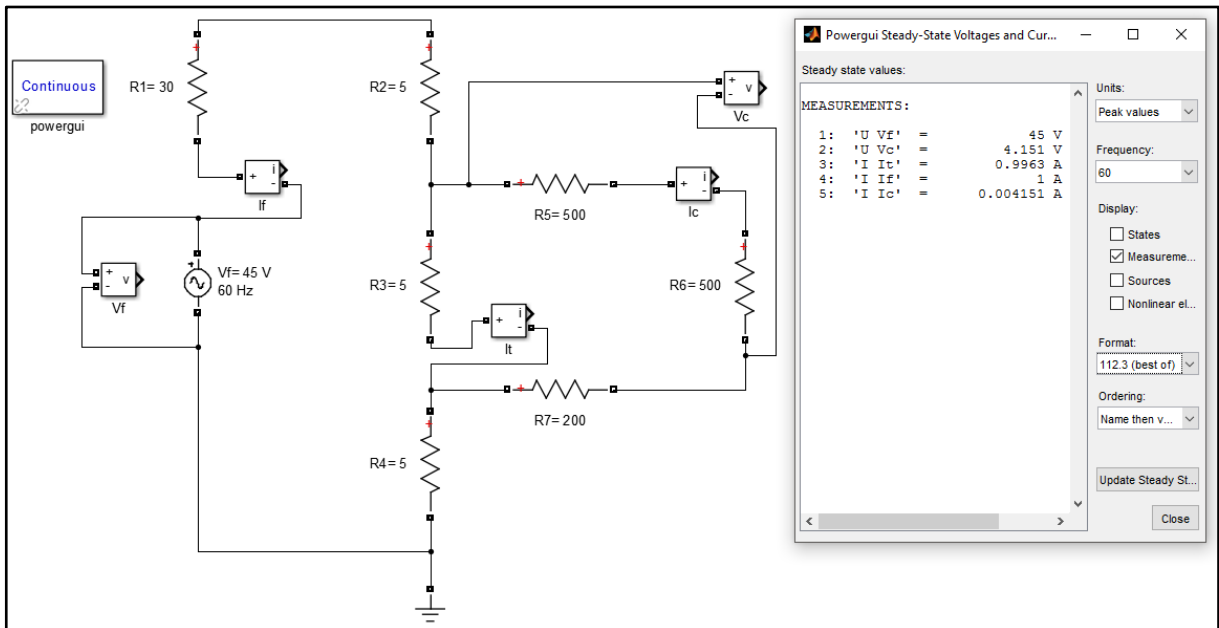 Continuous
powergui
R1= 30
R2= 5
+
-
v
Vc
+
-
i
If
R5= 500
+
-
i
Ic
+
-
v
Vf
Vf= 45 V
60 Hz
R3= 5
R6= 500
+
-
i
It
R7= 200
R4= 5
Powergui Steady-State Voltages and Cur...
Steady state values:
MEASUREMENTS:
1: 'U Vf' = 45 V
2: 'U Vc' = 4.151 V
3: 'I It' = 0.9963 A
4: 'I If' = 1 A
5: 'I Ic' = 0.004151 A
Units:
Peak values
Frequency:
60
Display:
States
Measureme...
Sources
Nonlinear el...
Format:
112.3 (best of)
Ordering:
Name then v...
Update Steady St...
Close